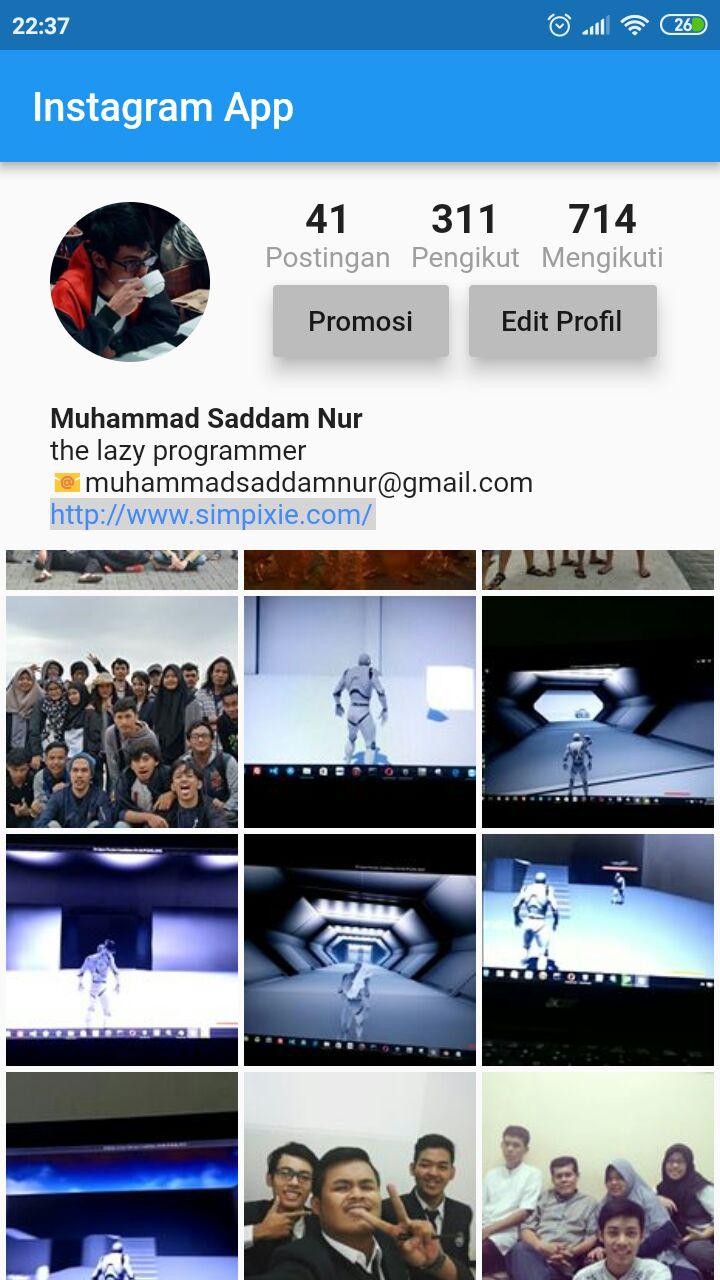 22:37
26
Instagram App
41 311 714
Postingan Pengikut Mengikuti
Promosi Edit Profil
Muhammad Saddam Nur
the lazy programmer
muhammadsaddamnur@gmail.com
http://www.simpixie.com/
acer